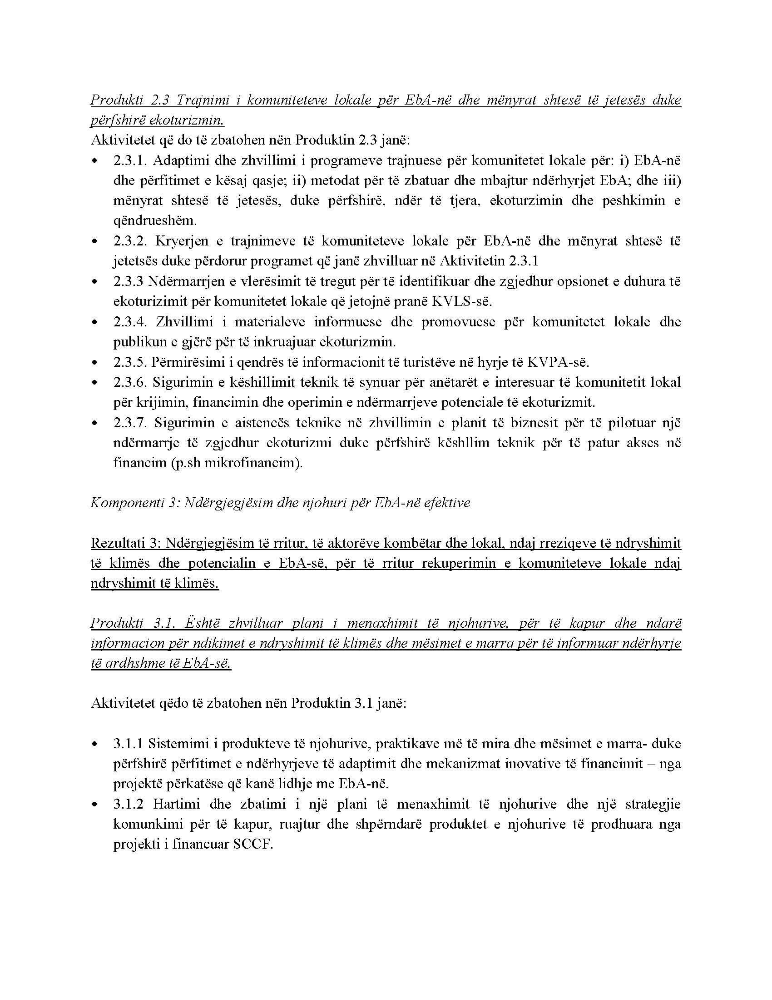 Produkti 2.3 Trajnimi i komuniteteve lokale për EbA-në dhe mënyrat shtesë të jetesës duke
përfshirë ekoturizmin.
Aktivitetet që do të zbatohen nën Produktin 2.3 janë:
• 2.3.1. Adaptimi dhe zhvillimi i programeve trajnuese për komunitetet lokale për: i) EbA-në
dhe përfitimet e kësaj qasje; ii) metodat për të zbatuar dhe mbajtur ndërhyrjet EbA; dhe iii)
mënyrat shtesë të jetesës, duke përfshirë, ndër të tjera, ekoturzimin dhe peshkimin e
qëndrueshëm.
• 2.3.2. Kryerjen e trajnimeve të komuniteteve lokale për EbA-në dhe mënyrat shtesë të
jetetsës duke përdorur programet që janë zhvilluar në Aktivitetin 2.3.1
• 2.3.3 Ndërmarrjen e vlerësimit të tregut për të identifikuar dhe zgjedhur opsionet e duhura të
ekoturizimit për komunitetet lokale që jetojnë pranë KVLS-së.
• 2.3.4. Zhvillimi i materialeve informuese dhe promovuese për komunitetet lokale dhe
publikun e gjërë për të inkruajuar ekoturizmin.
• 2.3.5. Përmirësimi i qendrës të informacionit të turistëve në hyrje të KVPA-së.
• 2.3.6. Sigurimin e këshillimit teknik të synuar për anëtarët e interesuar të komunitetit lokal
për krijimin, financimin dhe operimin e ndërmarrjeve potenciale të ekoturizmit.
• 2.3.7. Sigurimin e aistencës teknike në zhvillimin e planit të biznesit për të pilotuar një
ndërmarrje të zgjedhur ekoturizmi duke përfshirë këshllim teknik për të patur akses në
financim (p.sh mikrofinancim).
Komponenti 3: Ndërgjegjësim dhe njohuri për EbA-në efektive
Rezultati 3: Ndërgjegjësim të rritur, të aktorëve kombëtar dhe lokal, ndaj rreziqeve të ndryshimit
të klimës dhe potencialin e EbA-së, për të rritur rekuperimin e komuniteteve lokale ndaj
ndryshimit të klimës.
Produkti 3.1. Është zhvilluar plani i menaxhimit të njohurive, për të kapur dhe ndarë
informacion për ndikimet e ndryshimit të klimës dhe mësimet e marra për të informuar ndërhyrje
të ardhshme të EbA-së.
Aktivitetet qëdo të zbatohen nën Produktin 3.1 janë:
• 3.1.1 Sistemimi i produkteve të njohurive, praktikave më të mira dhe mësimet e marra- duke
përfshirë përfitimet e ndërhyrjeve të adaptimit dhe mekanizmat inovative të financimit – nga
projektë përkatëse që kanë lidhje me EbA-në.
• 3.1.2 Hartimi dhe zbatimi i një plani të menaxhimit të njohurive dhe një strategjie
komunkimi për të kapur, ruajtur dhe shpërndarë produktet e njohurive të prodhuara nga
projekti i financuar SCCF.